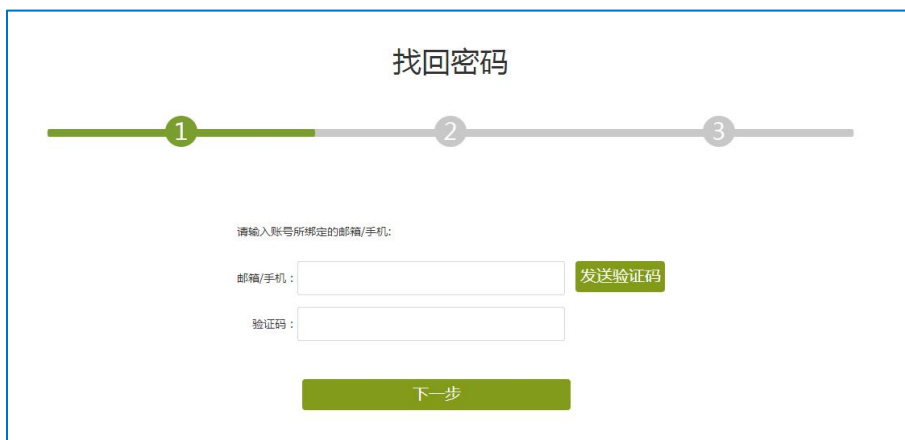 找回密码
1 2 3
请输入账号所绑定的邮箱/手机:
邮箱/手机： 发送验证码
验证码：
下一步